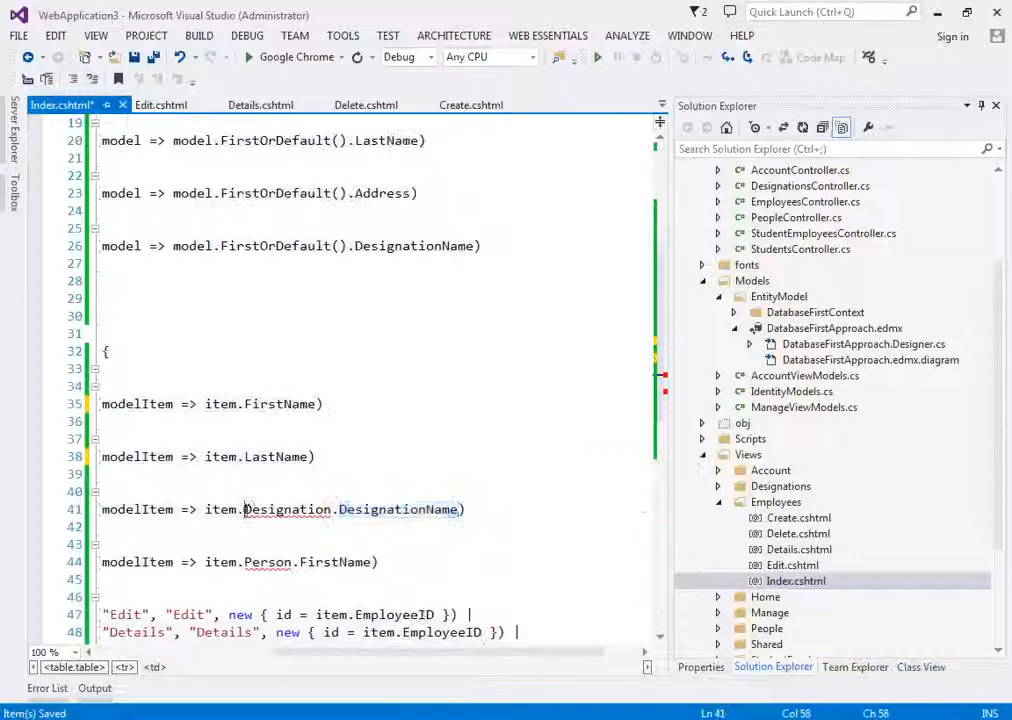 WebApplication3 - Microsoft Visual Studio (Administrator)
2
Quick Launch (Ctrl+;)
FILE EDIT VIEW PROJECT BUILD DEBUG TEAM TOOLS TEST ARCHITECTURE WEB ESSENTIALS ANALYZE WINDOW HELP
Sign in
Google Chrome
Debug
Any CPU
Code Map
Server Explorer
Toolbox
Index.cshtml*
Edit.cshtml
Details.cshtml
Delete.cshtml
Create.cshtml
19
20 model => model.FirstOrDefault().LastName)
21
22
23 model => model.FirstOrDefault().Address)
24
25
26 model => model.FirstOrDefault().DesignationName)
27
28
29
30
31
32 {
33
34
35 modelItem => item.FirstName)
36
37
38 modelItem => item.LastName)
39
40
41 modelItem => item.Designation.DesignationName)
42
43
44 modelItem => item.Person.FirstName)
45
46
47 "Edit", "Edit", new { id = item.EmployeeID }) |
48 "Details", "Details", new { id = item.EmployeeID }) |
100 %
<table.table> <tr> <td>
Solution Explorer
Search Solution Explorer (Ctrl+;)
C# AccountController.cs
C# DesignationsController.cs
C# EmployeesController.cs
C# PeopleController.cs
C# StudentEmployeesController.cs
C# StudentsController.cs
fonts
Models
EntityModel
DatabaseFirstContext
DatabaseFirstApproach.edmx
C# DatabaseFirstApproach.Designer.cs
DatabaseFirstApproach.edmx.diagram
C# AccountViewModels.cs
C# IdentityModels.cs
C# ManageViewModels.cs
obj
Scripts
Views
Account
Designations
Employees
[@] Create.cshtml
[@] Delete.cshtml
[@] Details.cshtml
[@] Edit.cshtml
[@] Index.cshtml
Home
Manage
People
Shared
Properties Solution Explorer Team Explorer Class View
Error List Output
Item(s) Saved
Ln 41
Col 58
Ch 58
INS